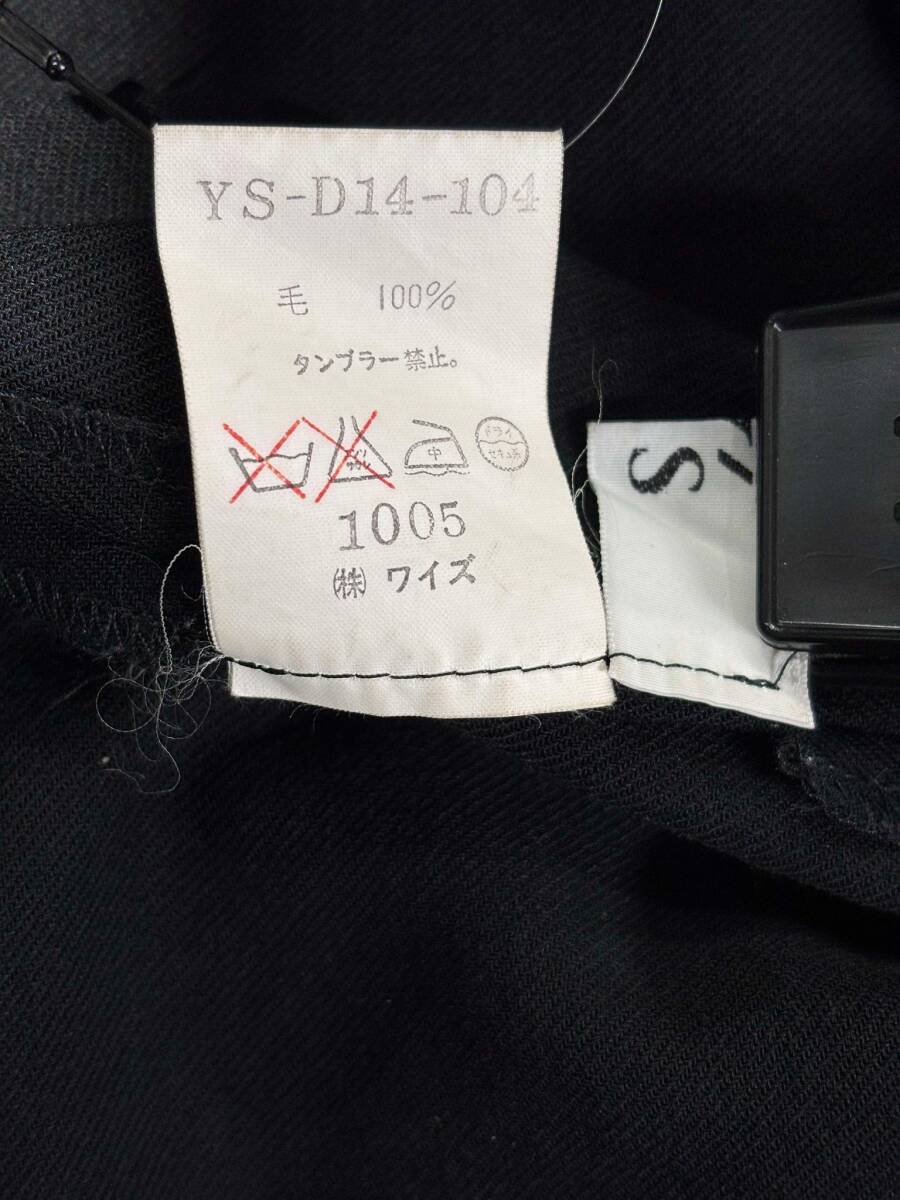 YS-D14-104
毛 100%
タンブラー禁止。
中 ドライ
セキユ系
1005
㈱ ワイズ
S